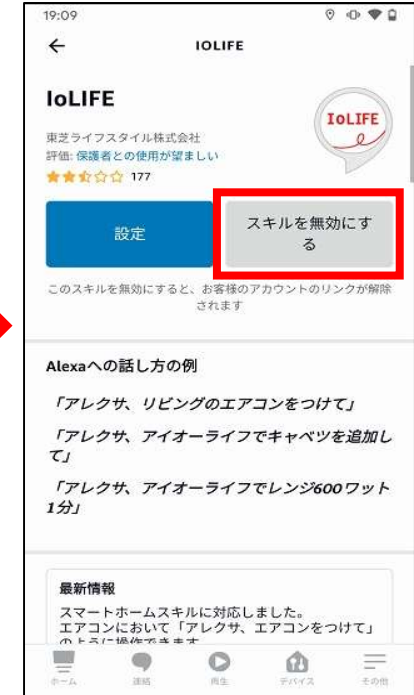 19:09
IOLIFE
IoLIFE
IoLIFE
東芝ライフスタイル株式会社
評価: 保護者との使用が望ましい
177
設定
スキルを無効にす
る
このスキルを無効にすると、お客様のアカウントのリンクが解除
されます
Alexaへの話し方の例
「アレクサ、リビングのエアコンをつけて」
「アレクサ、アイオーライフでキャベツを追加し
て」
「アレクサ、アイオーライフでレンジ600ワット
1分」
最新情報
スマートホームスキルに対応しました。
エアコンにおいて「アレクサ、エアコンをつけて」
のように操作できます
ホーム
連絡
再生
デバイス
その他